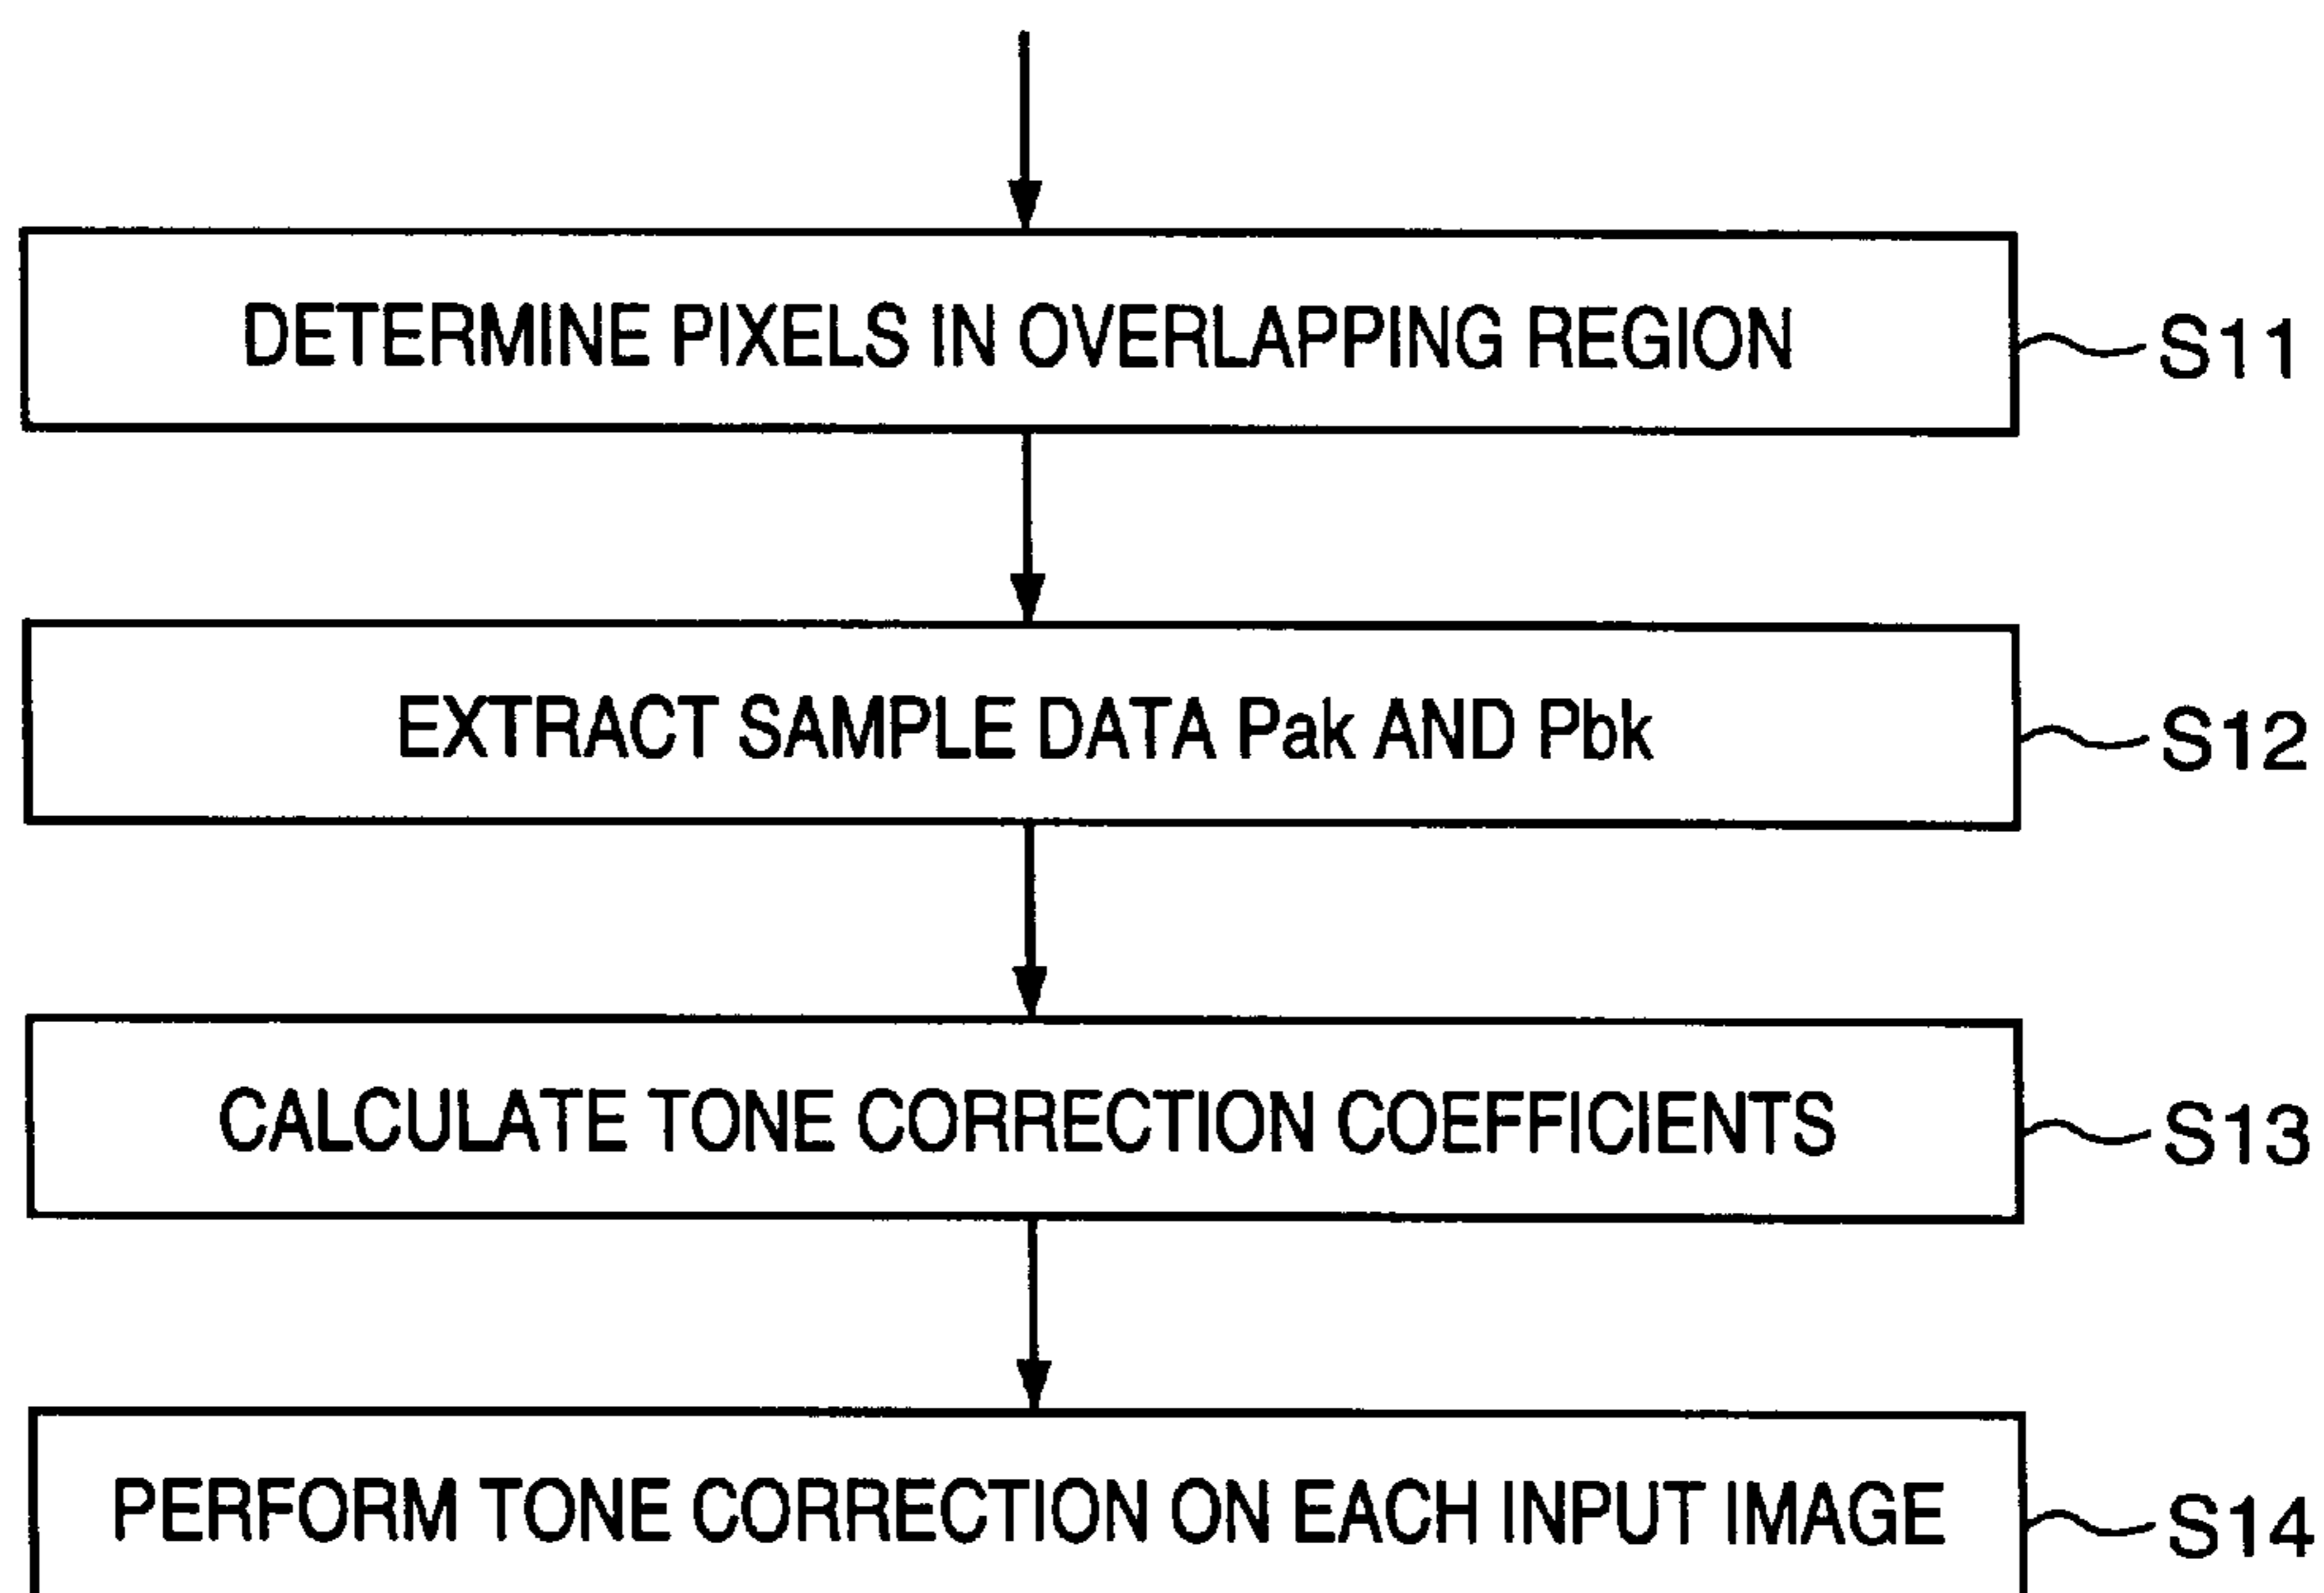 DETERMINE PIXELS IN OVERLAPPING REGION S11
EXTRACT SAMPLE DATA Pak AND Pbk S12
CALCULATE TONE CORRECTION COEFFICIENTS S13
PERFORM TONE CORRECTION ON EACH INPUT IMAGE S14